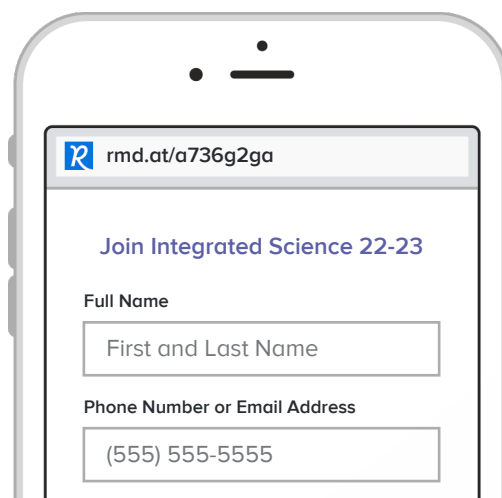 rmd.at/a736g2ga
Join Integrated Science 22-23
Full Name
First and Last Name
Phone Number or Email Address
(555) 555-5555